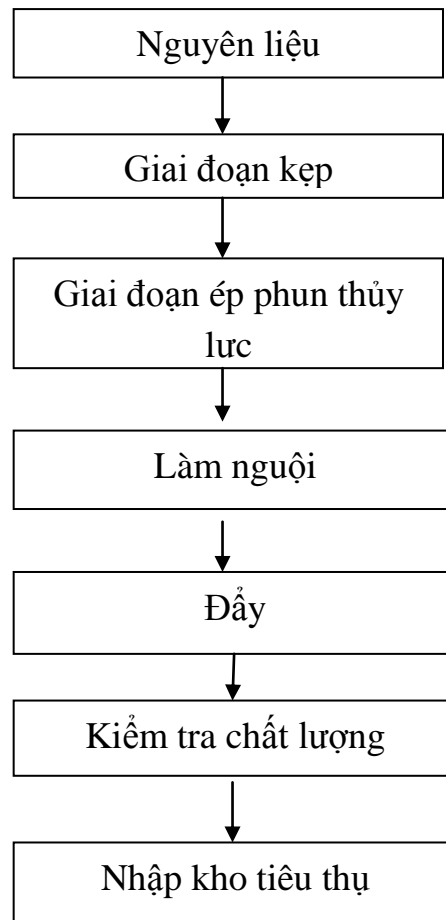 Nguyên liệu
Giai đoạn kẹp
Giai đoạn ép phun thủy
lực
Làm nguội
Đẩy
Kiểm tra chất lượng
Nhập kho tiêu thụ